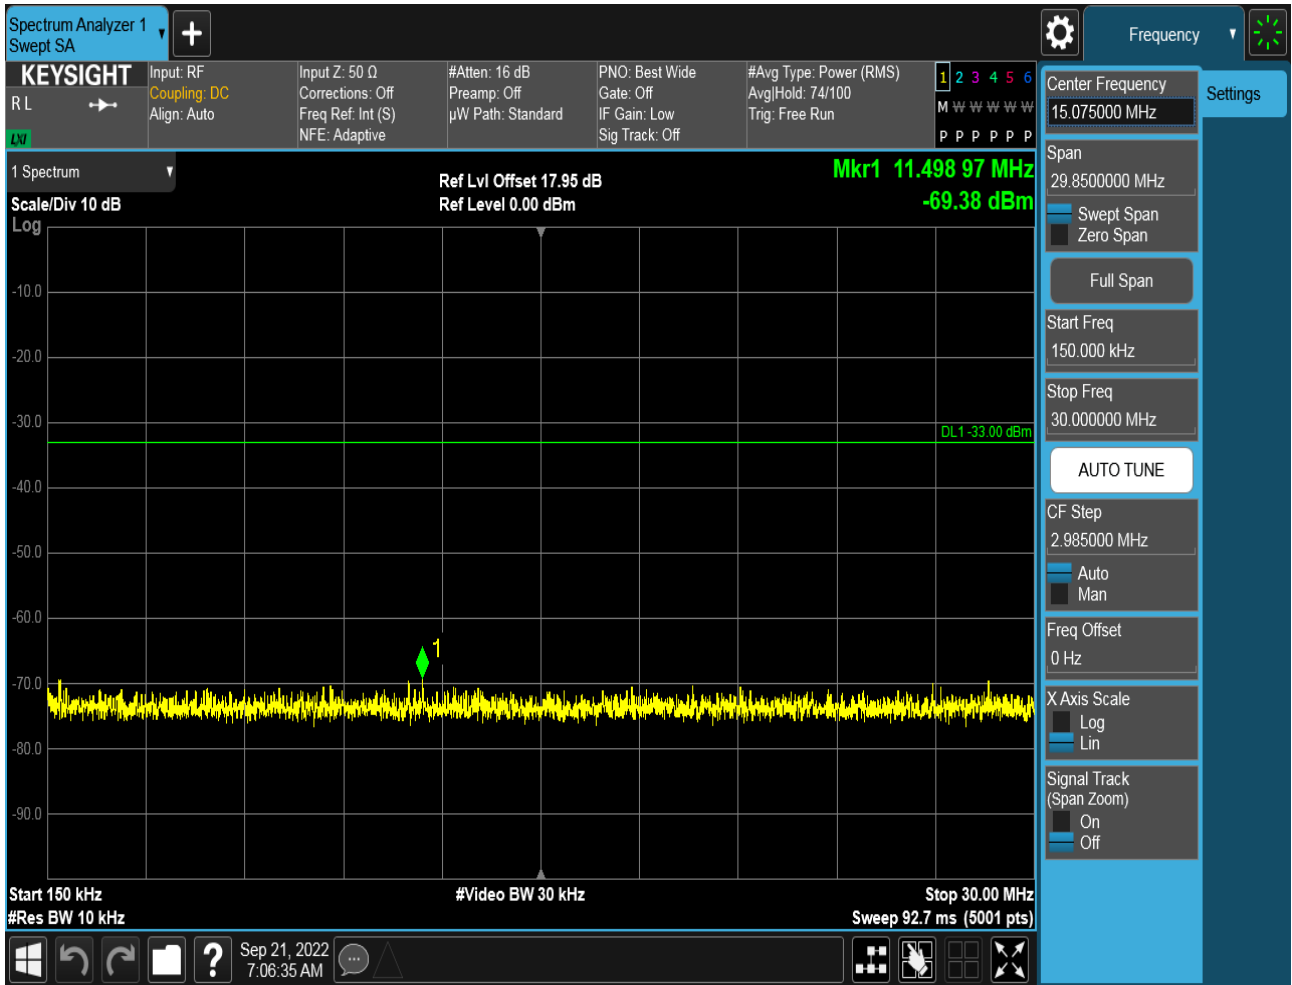 Spectrum Analyzer 1
Swept SA
Frequency
KEYSIGHT
R L
LXI
Input: RF
Coupling: DC
Align: Auto
Input Z: 50 Ω
Corrections: Off
Freq Ref: Int (S)
NFE: Adaptive
#Atten: 16 dB
Preamp: Off
µW Path: Standard
PNO: Best Wide
Gate: Off
IF Gain: Low
Sig Track: Off
#Avg Type: Power (RMS)
Avg|Hold: 74/100
Trig: Free Run
1 2 3 4 5 6
M W W W W W
P P P P P P
1 Spectrum
Scale/Div 10 dB
Log
Ref Lvl Offset 17.95 dB
Ref Level 0.00 dBm
Mkr1 11.498 97 MHz
-69.38 dBm
-10.0
-20.0
-30.0
DL1 -33.00 dBm
-40.0
-50.0
-60.0
1
-70.0
-80.0
-90.0
Start 150 kHz
#Video BW 30 kHz
Stop 30.00 MHz
#Res BW 10 kHz
Sweep 92.7 ms (5001 pts)
?
Sep 21, 2022
7:06:35 AM
Center Frequency
15.075000 MHz
Settings
Span
29.8500000 MHz
Swept Span
Zero Span
Full Span
Start Freq
150.000 kHz
Stop Freq
30.000000 MHz
AUTO TUNE
CF Step
2.985000 MHz
Auto
Man
Freq Offset
0 Hz
X Axis Scale
Log
Lin
Signal Track
(Span Zoom)
On
Off